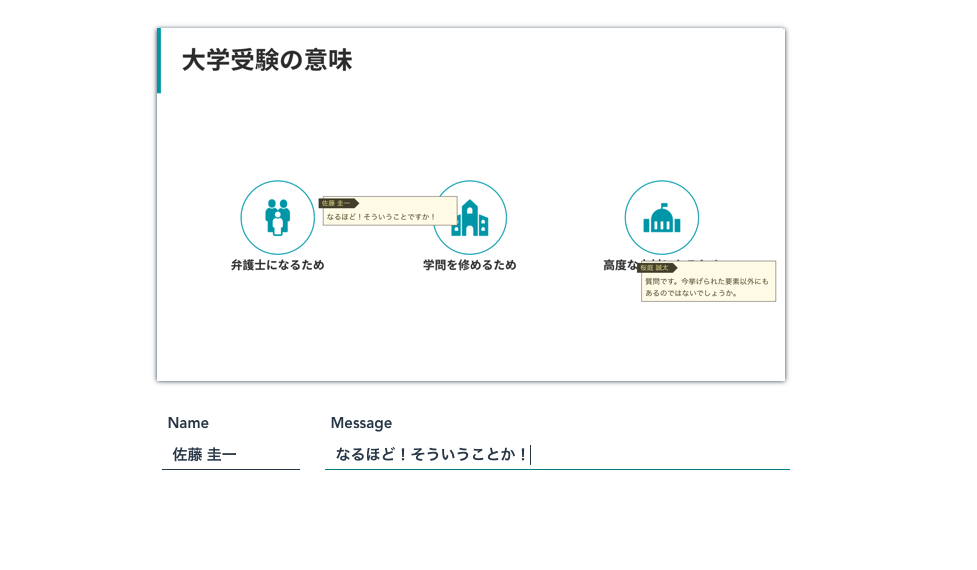 大学受験の意味
佐藤 圭一
なるほど！そういうことですか！
弁護士になるため
学問を修めるため
高度な
桜庭 誠太
質問です。今挙げられた要素以外にも
あるのではないでしょうか。
Name
Message
佐藤 圭一
なるほど！そういうことか！